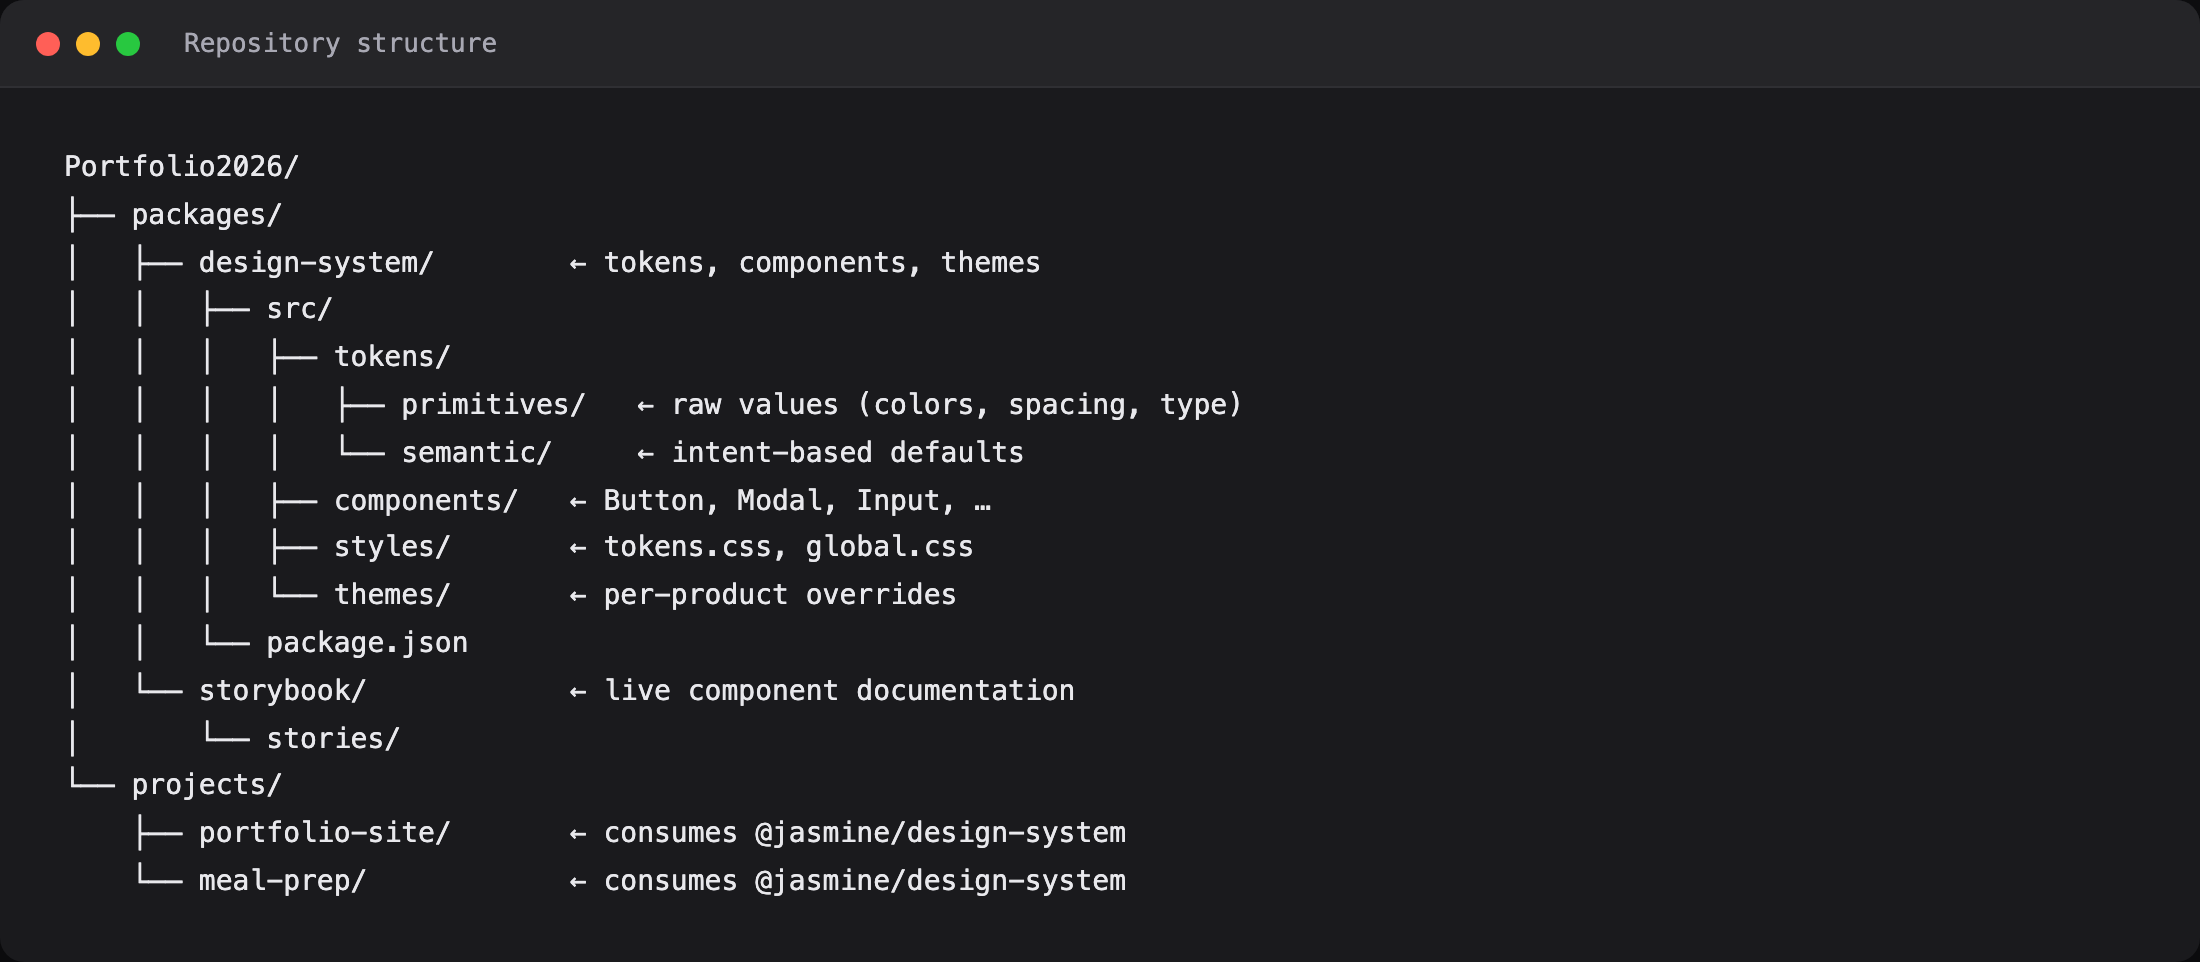 Repository structure
Portfolio2026/
├── packages/
│   ├── design-system/        ← tokens, components, themes
│   │   ├── src/
│   │   │   ├── tokens/
│   │   │   │   ├── primitives/   ← raw values (colors, spacing, type)
│   │   │   │   └── semantic/     ← intent-based defaults
│   │   │   ├── components/   ← Button, Modal, Input, …
│   │   │   ├── styles/       ← tokens.css, global.css
│   │   │   └── themes/       ← per-product overrides
│   │   └── package.json
│   └── storybook/            ← live component documentation
│       └── stories/
└── projects/
    ├── portfolio-site/       ← consumes @jasmine/design-system
    └── meal-prep/            ← consumes @jasmine/design-system